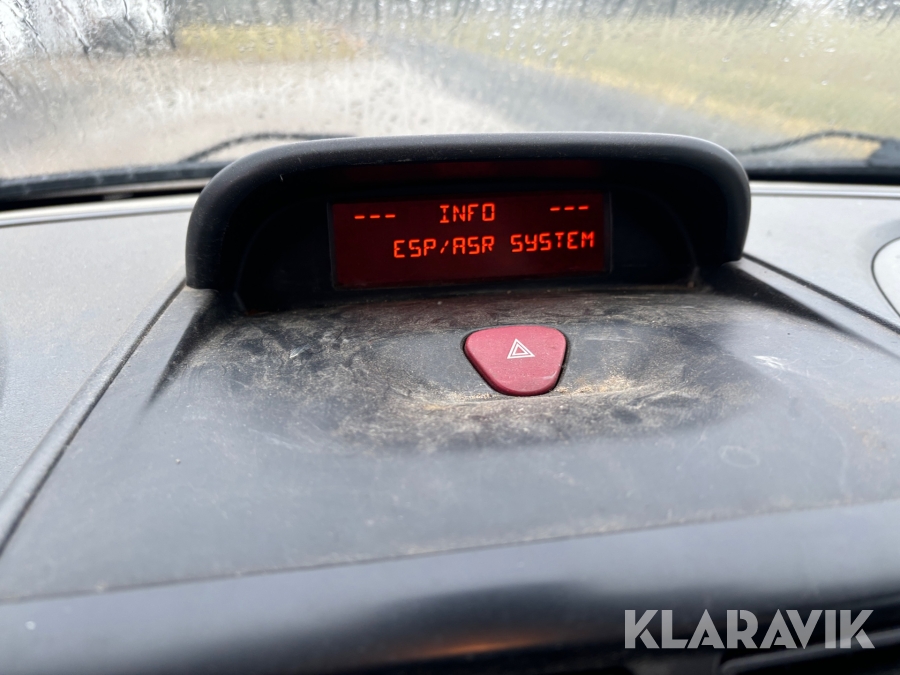 --- INFO ---
ESP/ASR SYSTEM
KLARAVIK